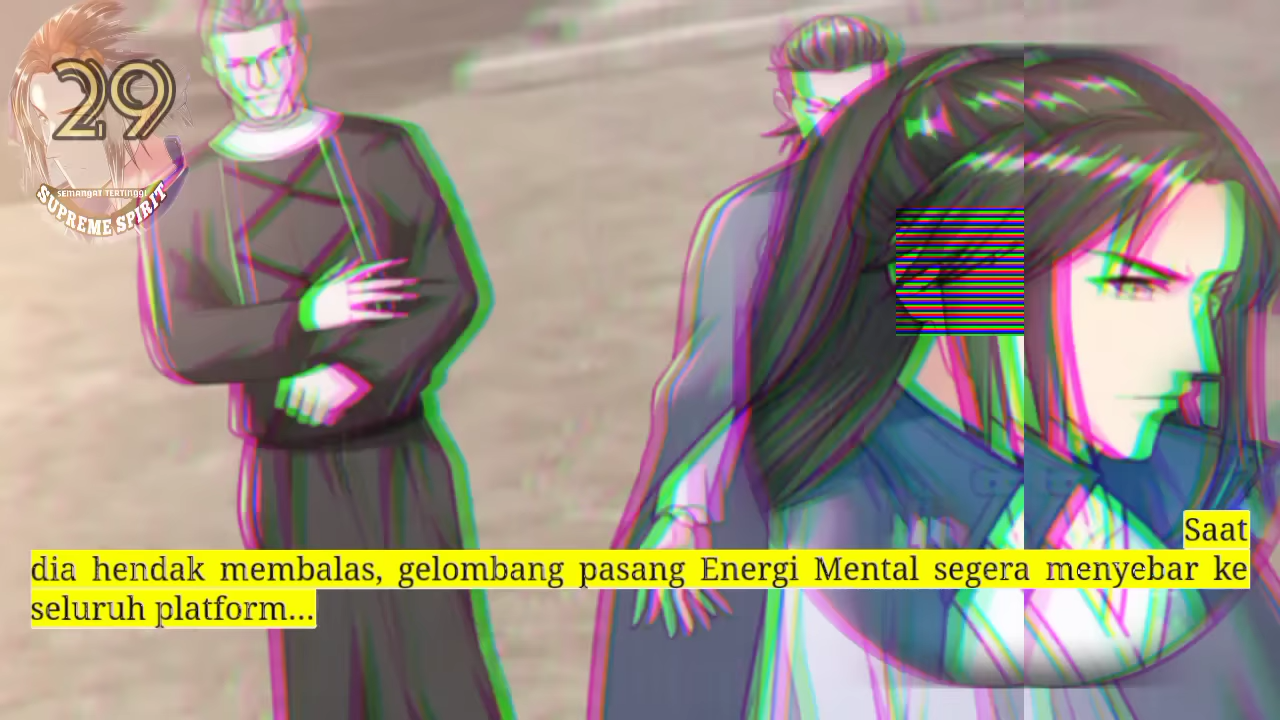 29
SEMANGAT TERTINGGI
SUPREME SPIRIT
Saat
dia hendak membalas, gelombang pasang Energi Mental segera menyebar ke
seluruh platform...